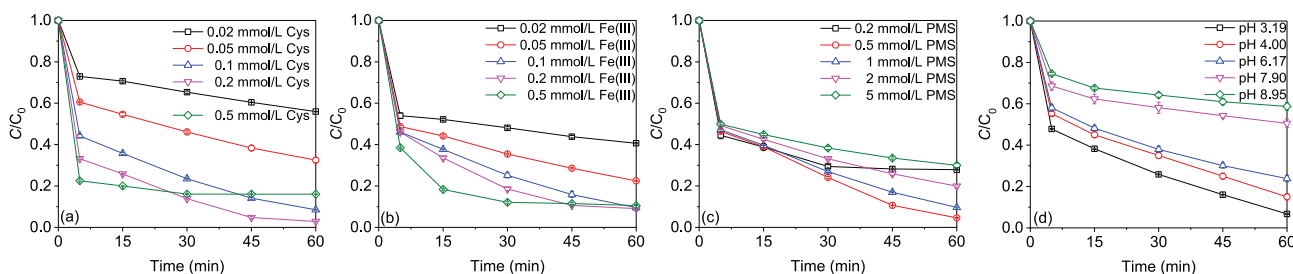 1.0
0.8
0.6
0.4
0.2
0.0
C/C0
0.02 mmol/L Cys
0.05 mmol/L Cys
0.1 mmol/L Cys
0.2 mmol/L Cys
0.5 mmol/L Cys
(a)
0 15 30 45 60
Time (min)
1.0
0.8
0.6
0.4
0.2
0.0
C/C0
0.02 mmol/L Fe(III)
0.05 mmol/L Fe(III)
0.1 mmol/L Fe(III)
0.2 mmol/L Fe(III)
0.5 mmol/L Fe(III)
(b)
0 15 30 45 60
Time (min)
1.0
0.8
0.6
0.4
0.2
0.0
C/C0
0.2 mmol/L PMS
0.5 mmol/L PMS
1 mmol/L PMS
2 mmol/L PMS
5 mmol/L PMS
(c)
0 15 30 45 60
Time (min)
1.0
0.8
0.6
0.4
0.2
0.0
C/C0
pH 3.19
pH 4.00
pH 6.17
pH 7.90
pH 8.95
(d)
0 15 30 45 60
Time (min)